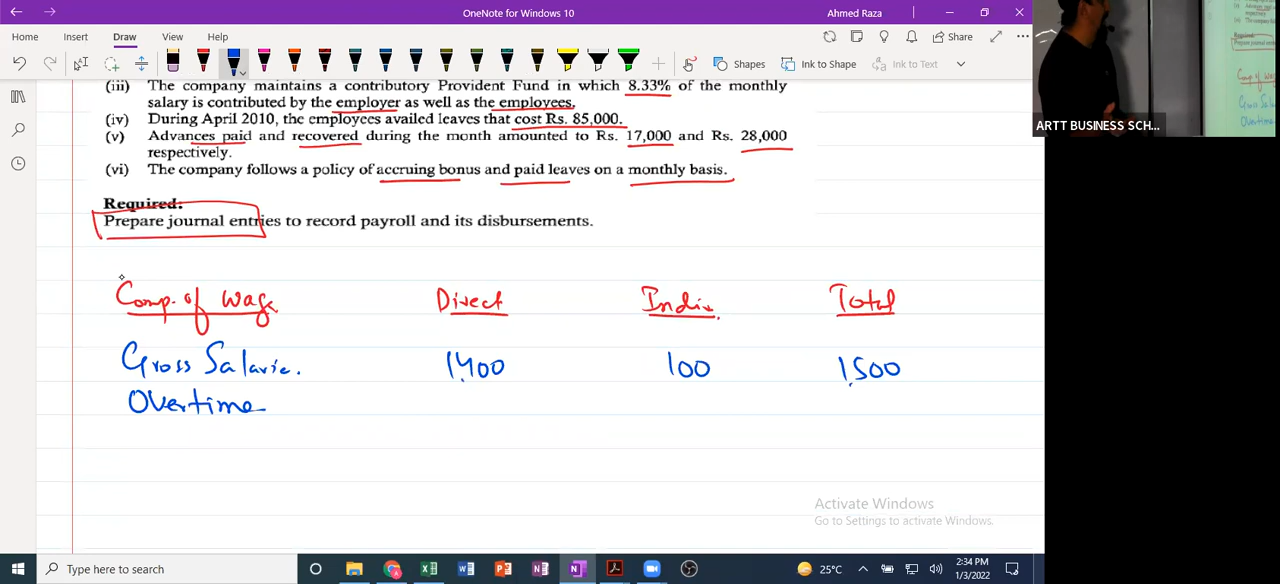 OneNote for Windows 10
Ahmed Raza
Home Insert Draw View Help
Share
Shapes Ink to Shape Ink to Text
(iii) The company maintains a contributory Provident Fund in which 8.33% of the monthly
salary is contributed by the employer as well as the employees.
(iv) During April 2010, the employees availed leaves that cost Rs. 85,000.
(v) Advances paid and recovered during the month amounted to Rs. 17,000 and Rs. 28,000
respectively.
(vi) The company follows a policy of accruing bonus and paid leaves on a monthly basis.
Required:
Prepare journal entries to record payroll and its disbursements.
Comp. of Wage Direct Indir. Total
Gross Salarie. 1,400 100 1,500
Overtime
ARTT BUSINESS SCH...
Activate Windows
Go to Settings to activate Windows.
Type here to search
25°C
2:34 PM
1/3/2022